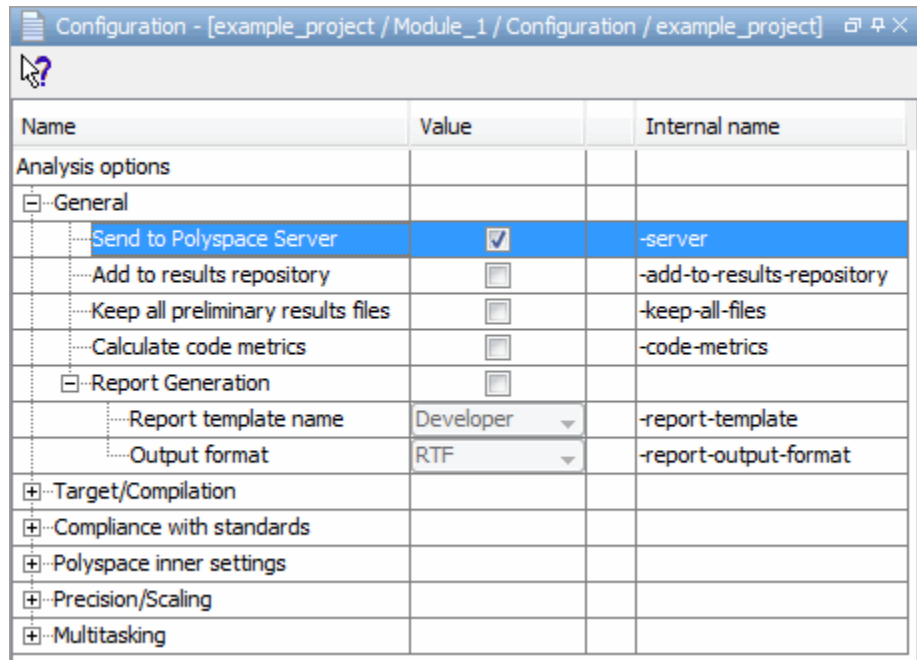 Configuration - [example_project / Module_1 / Configuration / example_project]
Name Value Internal name
Analysis options
General
Send to Polyspace Server -server
Add to results repository -add-to-results-repository
Keep all preliminary results files -keep-all-files
Calculate code metrics -code-metrics
Report Generation
Report template name Developer -report-template
Output format RTF -report-output-format
Target/Compilation
Compliance with standards
Polyspace inner settings
Precision/Scaling
Multitasking